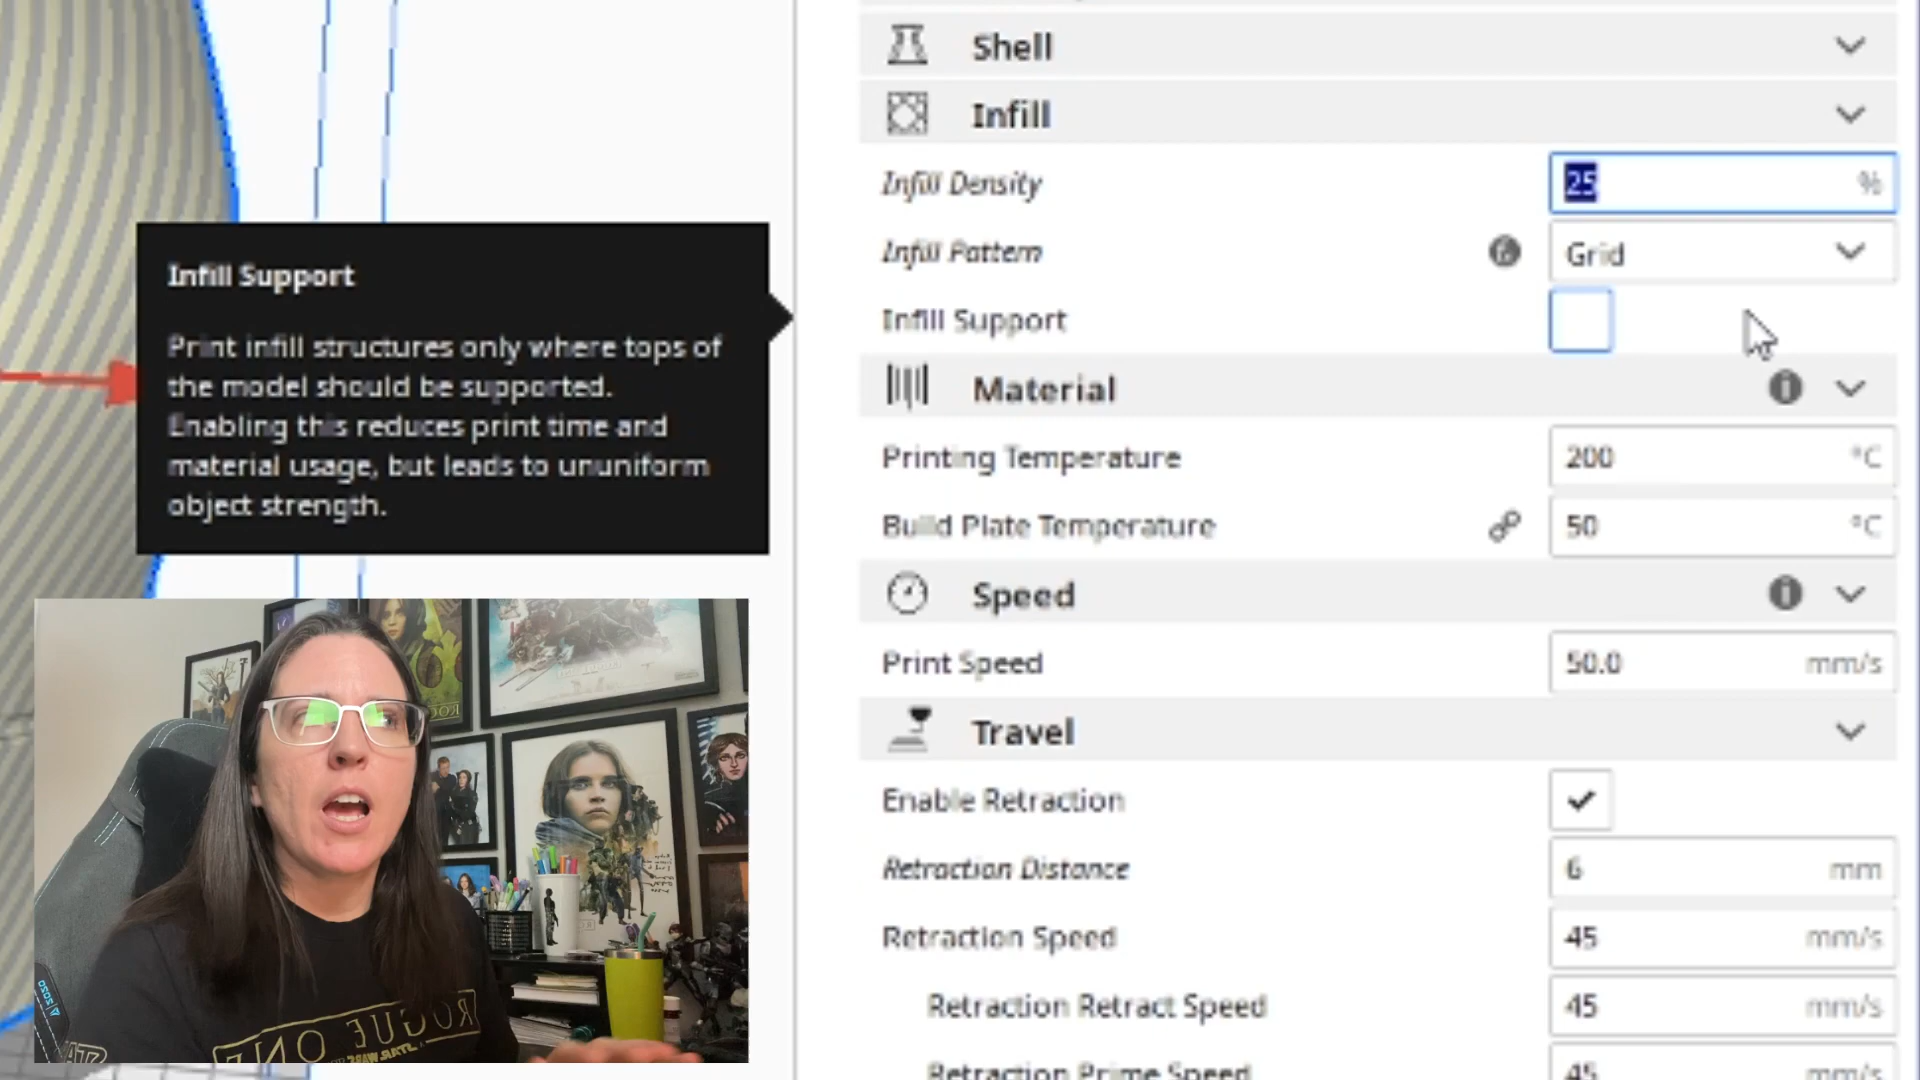 Shell
Infill
Infill Density 25 %
Infill Pattern Grid
Infill Support
Infill Support
Print infill structures only where tops of
the model should be supported.
Enabling this reduces print time and
material usage, but leads to ununiform
object strength.
Material
Printing Temperature 200 °C
Build Plate Temperature 50 °C
Speed
Print Speed 50.0 mm/s
Travel
Enable Retraction
Retraction Distance 6 mm
Retraction Speed 45 mm/s
Retraction Retract Speed 45 mm/s
Retraction Prime Speed 45 mm/s
ROGUE ONE
STAR WARS